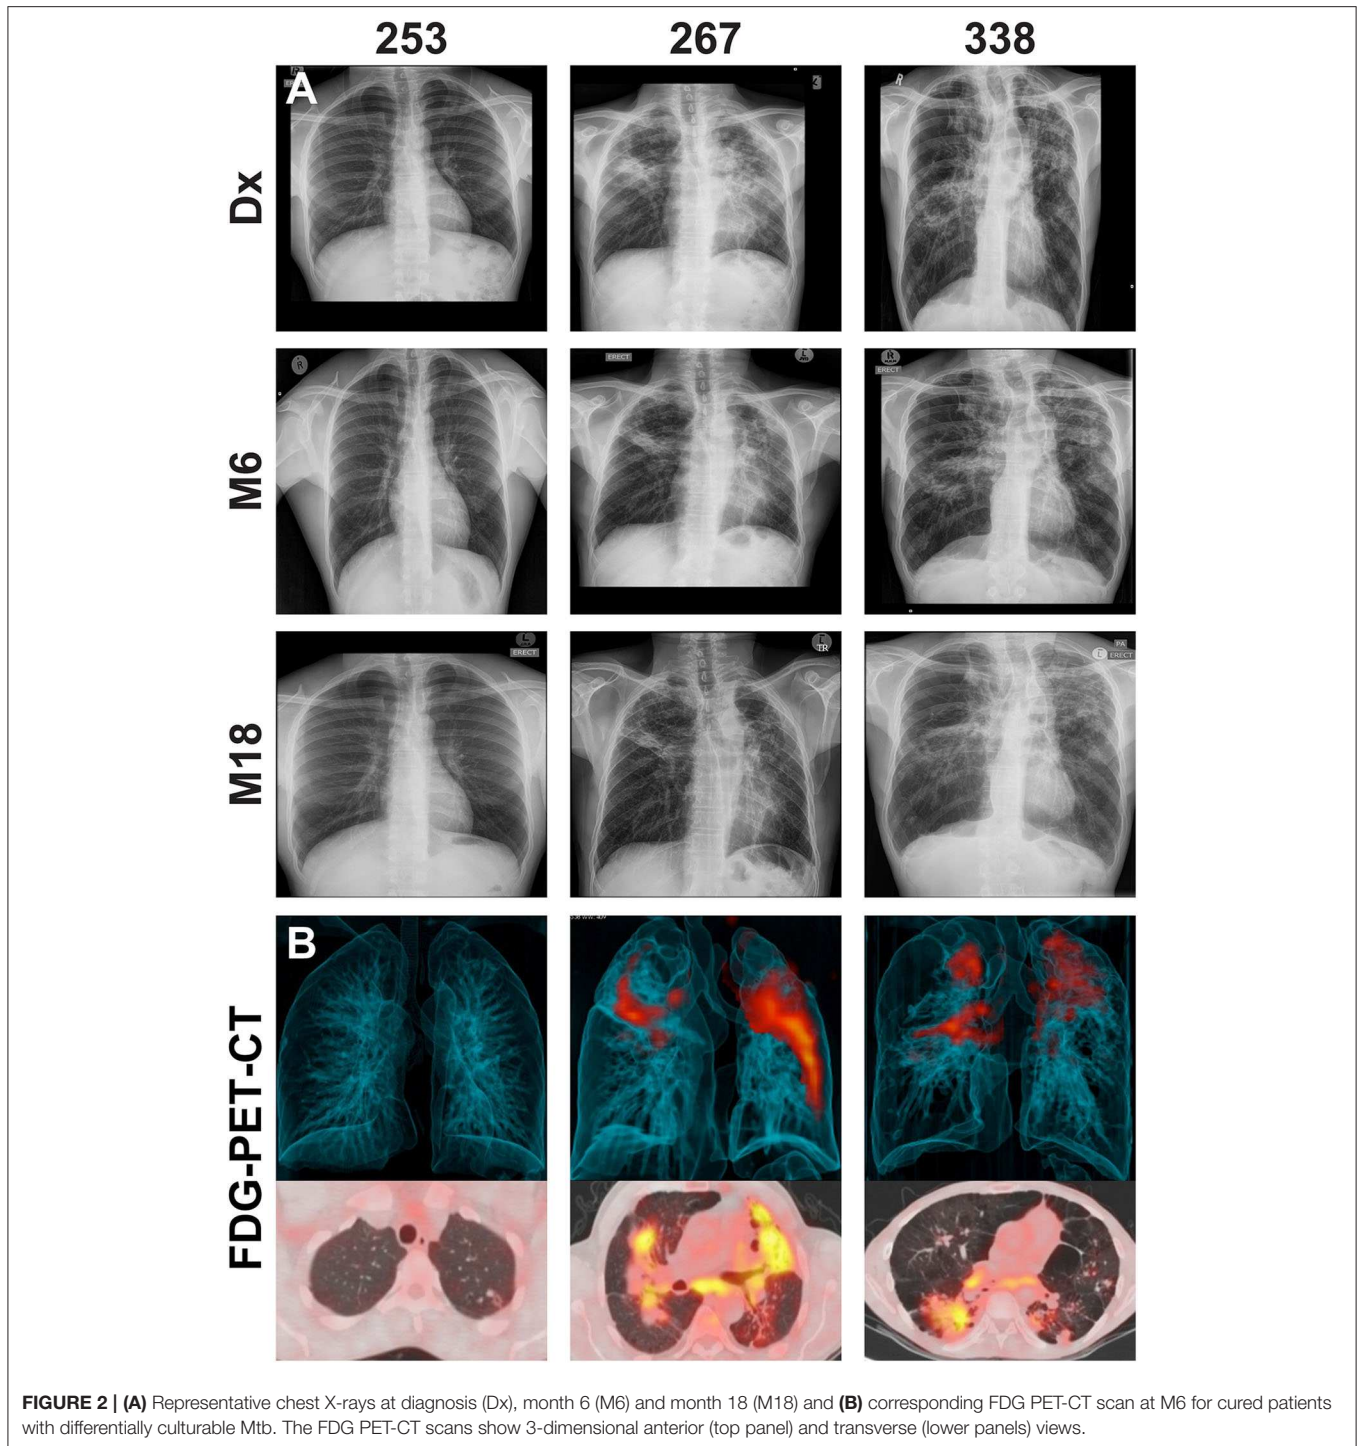 253 267 338
A
Dx
R
ERECT
M6
R
ERECT
L
R
ERECT
M18
L
ERECT
L
TR
PA
L
ERECT
B
FDG-PET-CT
FIGURE 2 | (A) Representative chest X-rays at diagnosis (Dx), month 6 (M6) and month 18 (M18) and (B) corresponding FDG PET-CT scan at M6 for cured patients
with differentially culturable Mtb. The FDG PET-CT scans show 3-dimensional anterior (top panel) and transverse (lower panels) views.